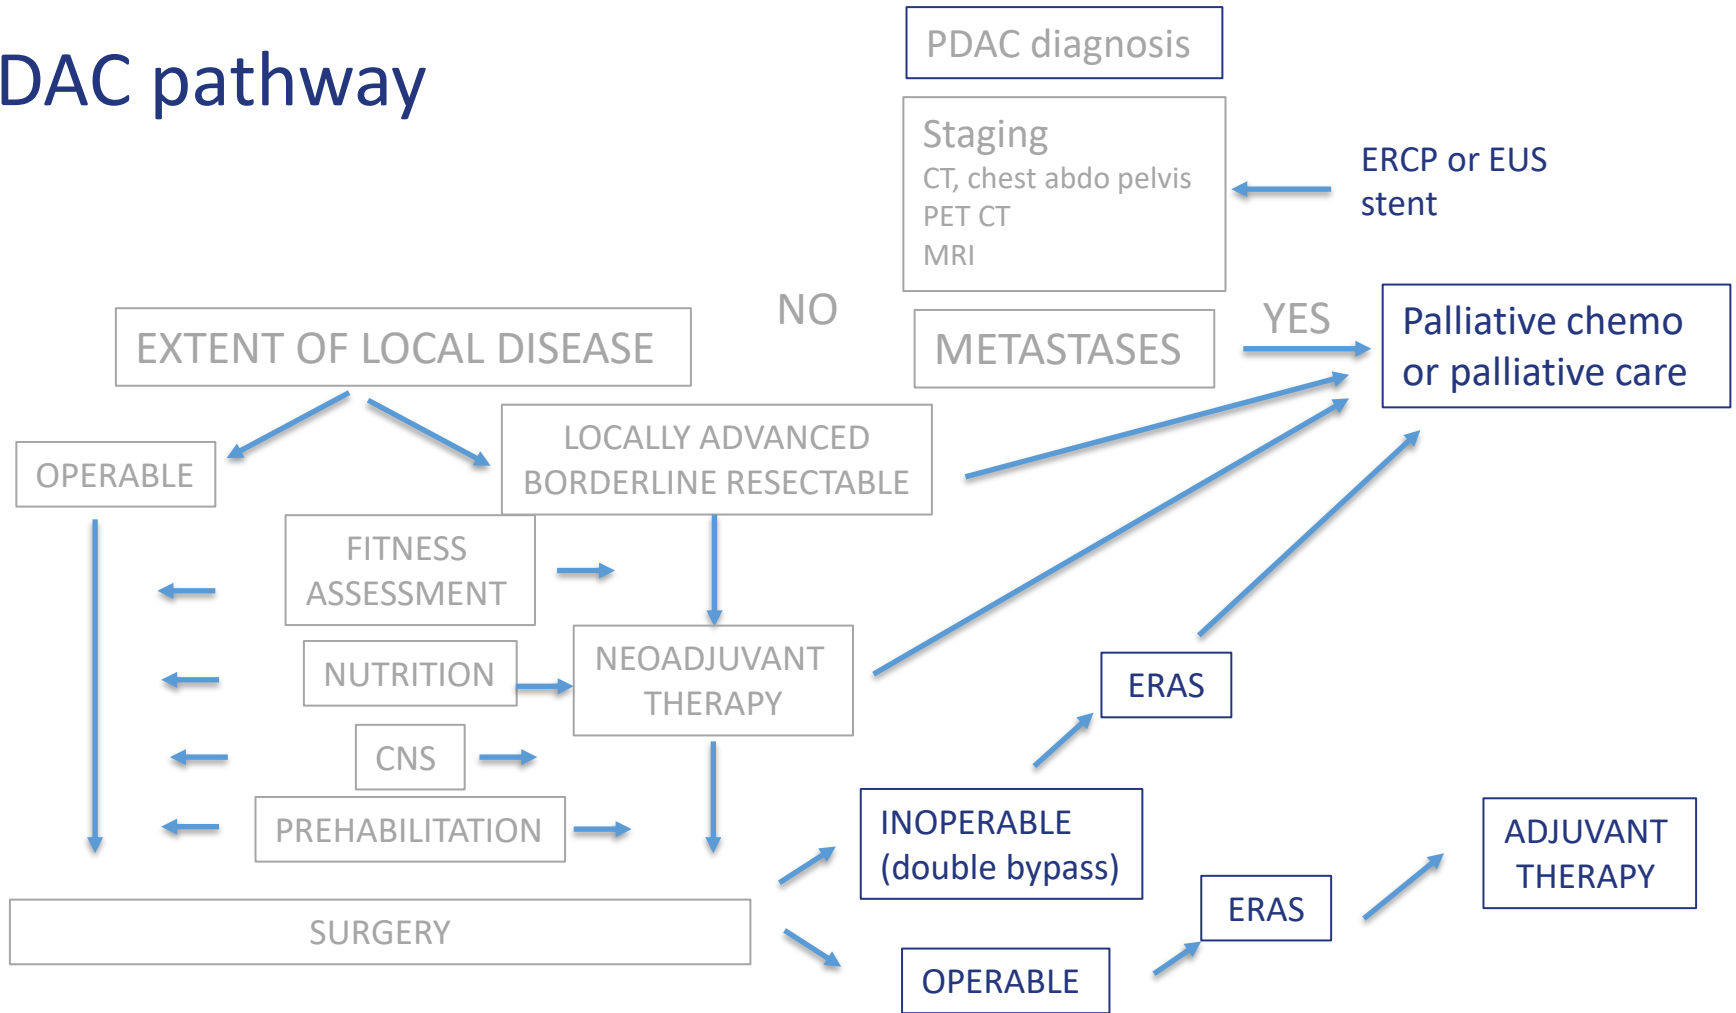 DAC pathway
PDAC diagnosis
Staging
CT, chest abdo pelvis
PET CT
MRI
ERCP or EUS
stent
NO
METASTASES
YES
Palliative chemo
or palliative care
EXTENT OF LOCAL DISEASE
OPERABLE
LOCALLY ADVANCED
BORDERLINE RESECTABLE
FITNESS
ASSESSMENT
NUTRITION
NEOADJUVANT
THERAPY
CNS
PREHABILITATION
SURGERY
INOPERABLE
(double bypass)
ERAS
OPERABLE
ERAS
ADJUVANT
THERAPY